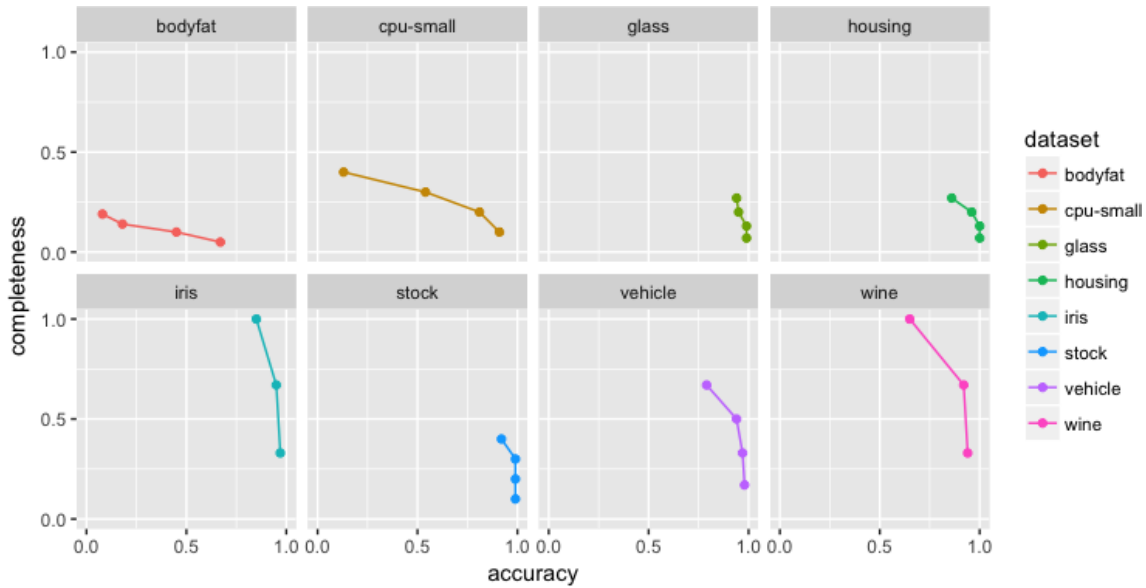 bodyfat cpu-small glass housing
1.0
0.5
0.0
iris stock vehicle wine
1.0
0.5
0.0
0.0 0.5 1.0 0.0 0.5 1.0 0.0 0.5 1.0 0.0 0.5 1.0
accuracy
completeness
dataset
bodyfat
cpu-small
glass
housing
iris
stock
vehicle
wine